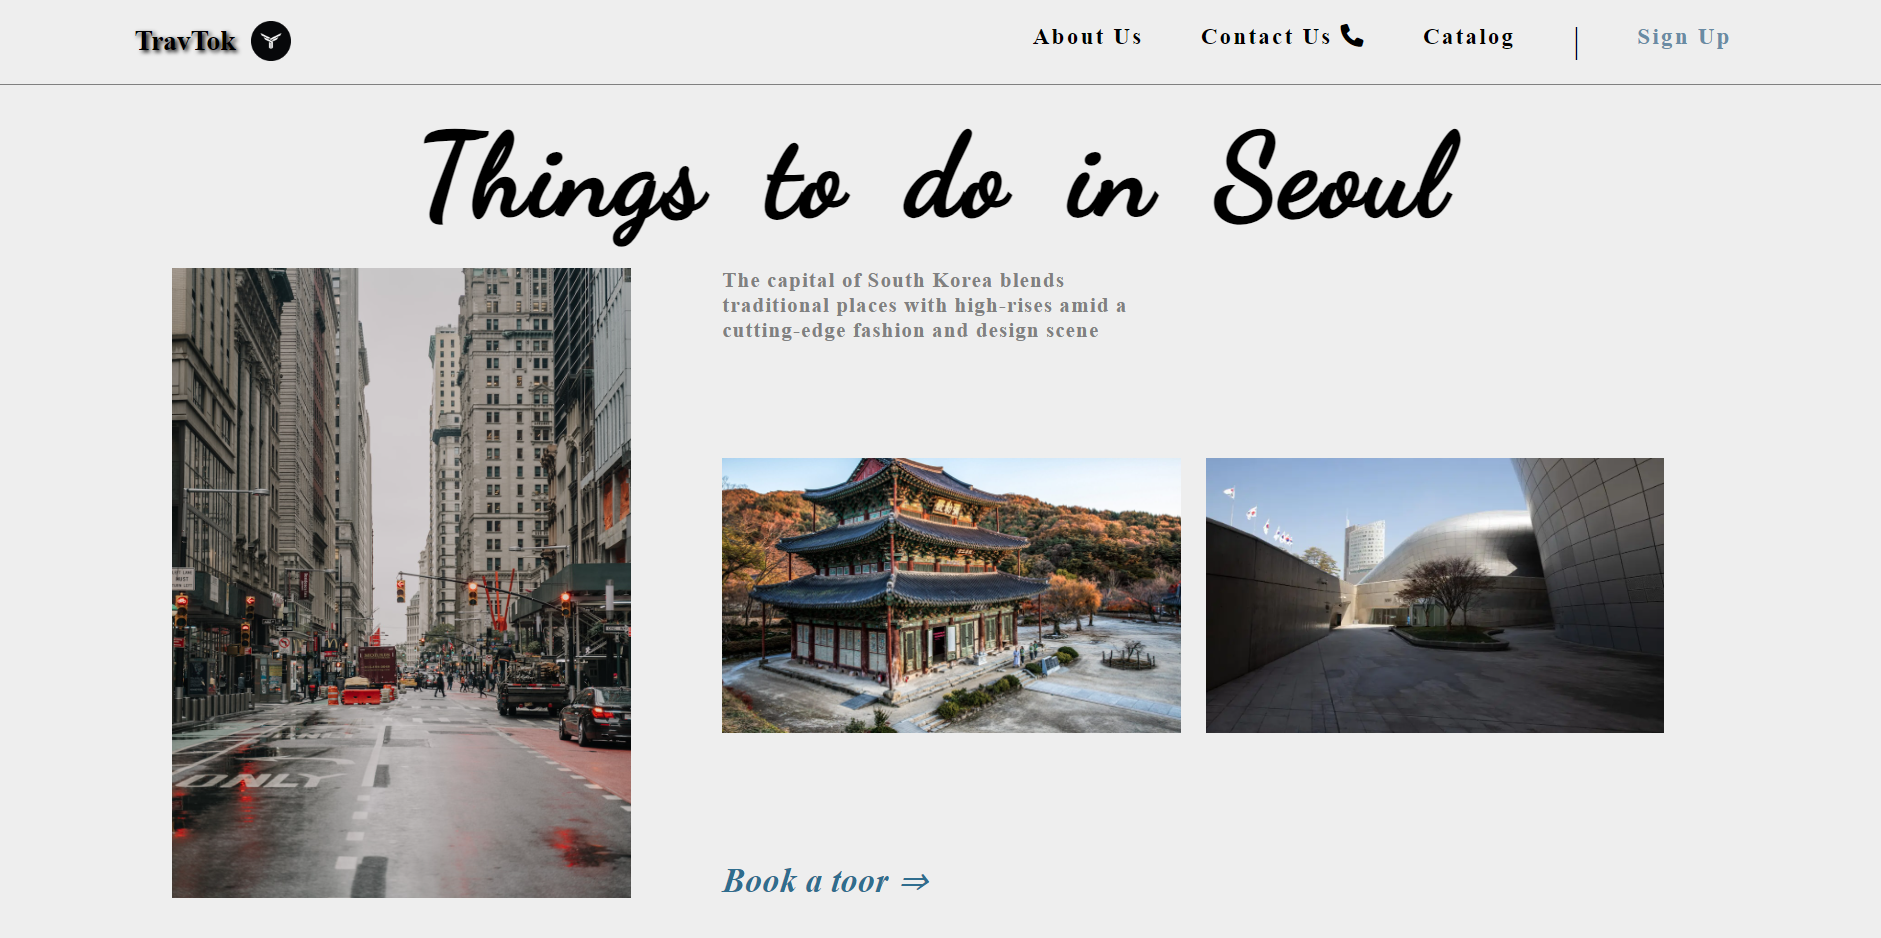 TravTok
About Us
Contact Us
Catalog
Sign Up
Things to do in Seoul
The capital of South Korea blends
traditional places with high-rises amid a
cutting-edge fashion and design scene
ONLY
Book a toor ⇒